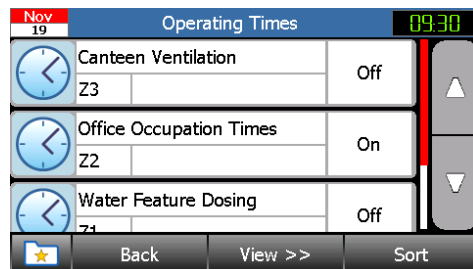 Nov
19
Operating Times
09:30
Canteen Ventilation
Off
Z3
Office Occupation Times
On
Z2
Water Feature Dosing
Off
Z1
Back
View >>
Sort